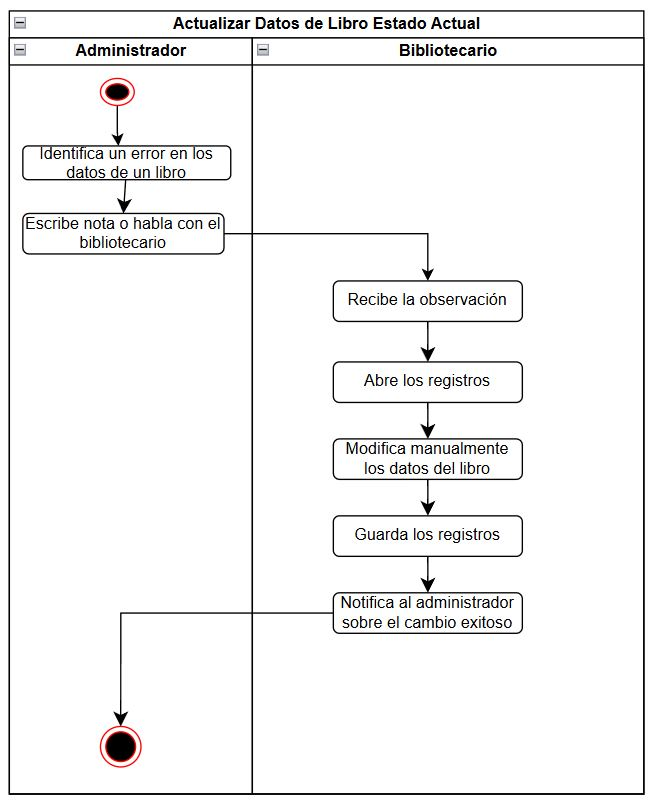 Actualizar Datos de Libro Estado Actual
Administrador
Bibliotecario
Identifica un error en los
datos de un libro
Escribe nota o habla con el
bibliotecario
Recibe la observación
Abre los registros
Modifica manualmente
los datos del libro
Guarda los registros
Notifica al administrador
sobre el cambio exitoso